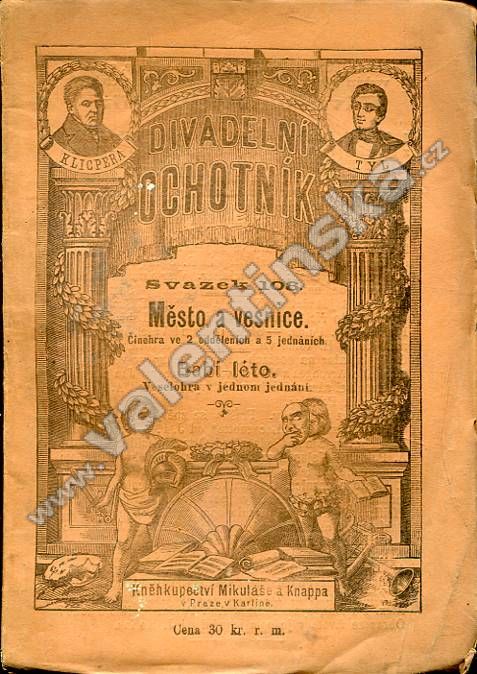 KLICPERA
TYL
DIVADELNÍ
OCHOTNÍK
Svazek 106.
Město a vesnice.
Činohra ve 2 odděleních a 5 jednáních.
Babí léto.
Veselohra v jednom jednání.
Kněhkupectví Mikuláše a Knappa
v Praze, v Karlíně.
Cena 30 kr. r. m.
www.valentinska.cz